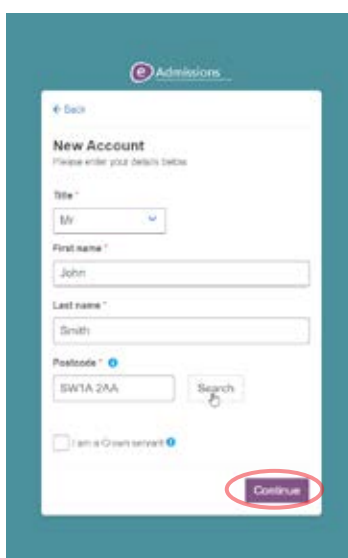 e Admissions
← Back
New Account
Please enter your details below
Title *
Mr
First name *
John
Last name *
Smith
Postcode * i
SW1A 2AA Search
I am a Crown servant i
Continue